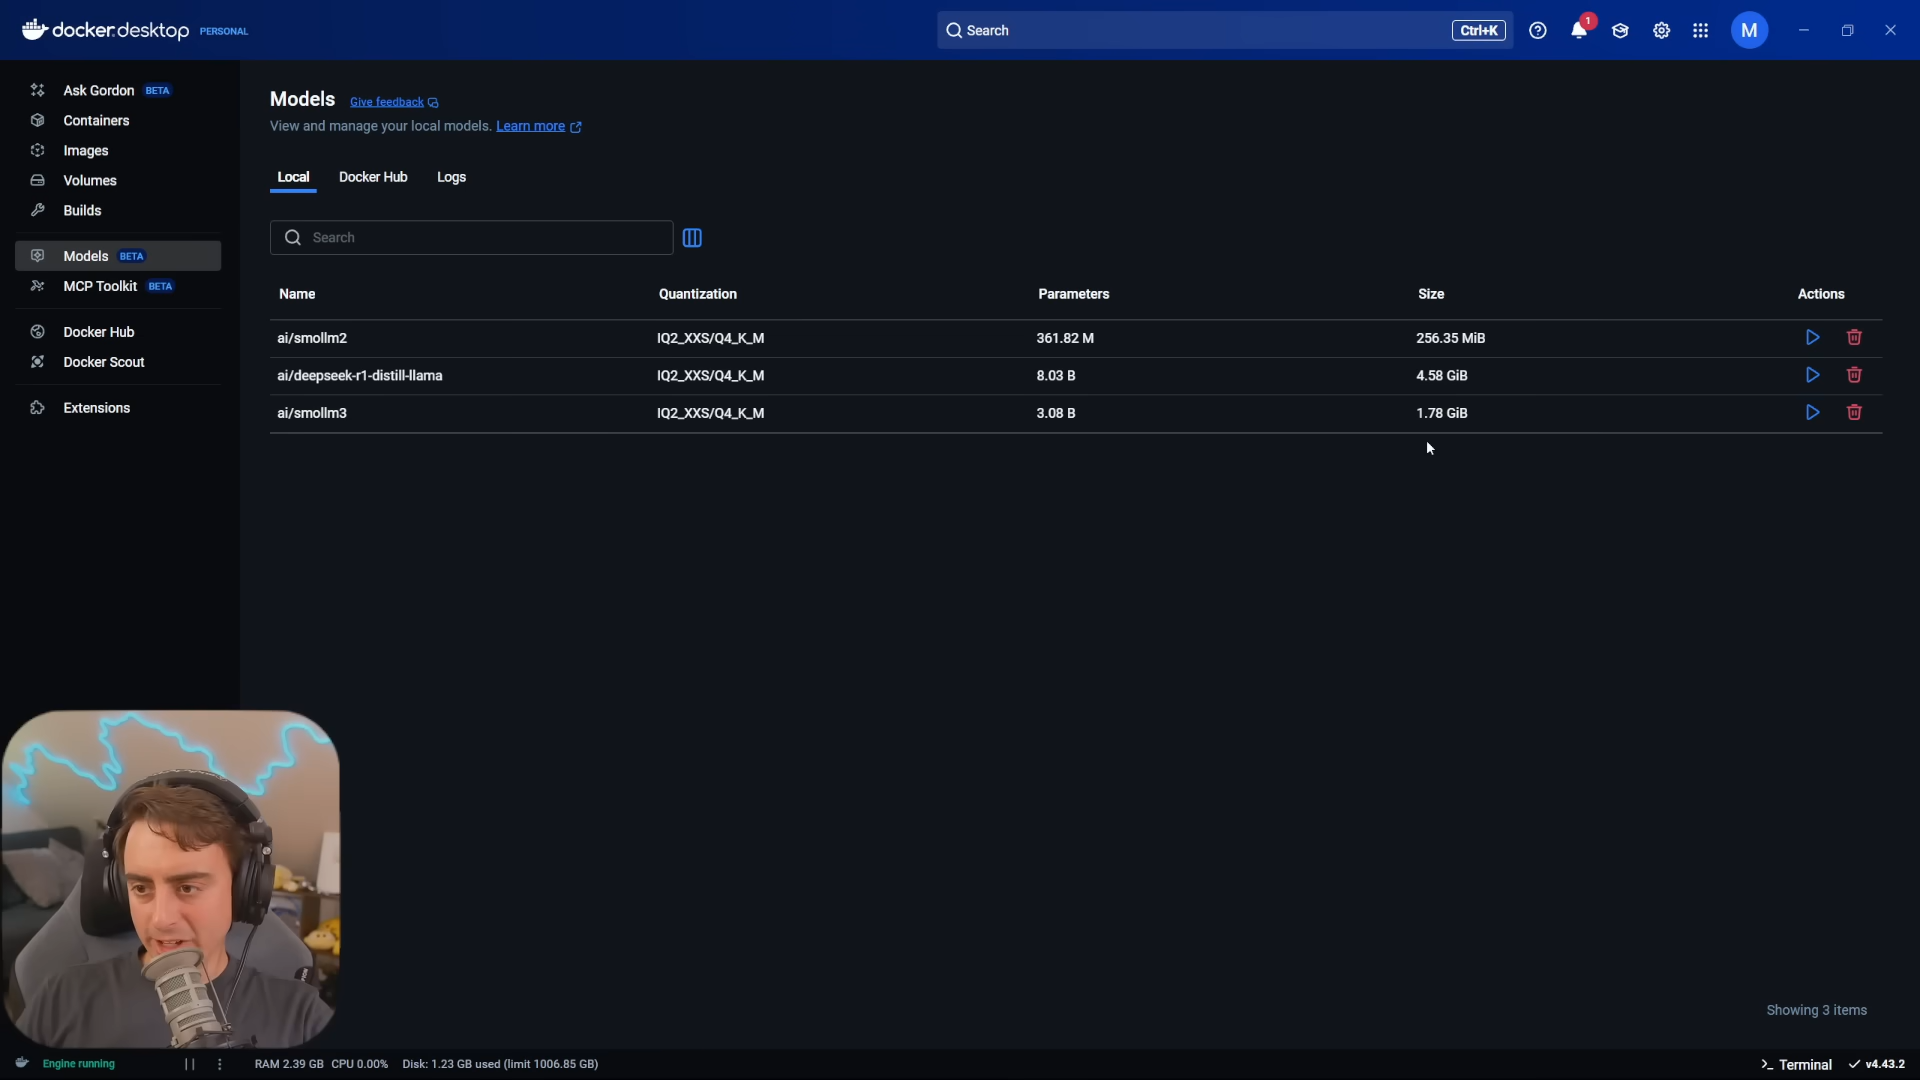 docker.desktop PERSONAL
Search
Ctrl+K
1
M
Ask Gordon BETA
Containers
Images
Volumes
Builds
Models BETA
MCP Toolkit BETA
Docker Hub
Docker Scout
Extensions
Models Give feedback
View and manage your local models. Learn more
Local Docker Hub Logs
Search
Name Quantization Parameters Size Actions
ai/smollm2 IQ2_XXS/Q4_K_M 361.82 M 256.35 MiB
ai/deepseek-r1-distill-llama IQ2_XXS/Q4_K_M 8.03 B 4.58 GiB
ai/smollm3 IQ2_XXS/Q4_K_M 3.08 B 1.78 GiB
Showing 3 items
Engine running RAM 2.39 GB CPU 0.00% Disk: 1.23 GB used (limit 1006.85 GB) >_ Terminal v4.43.2